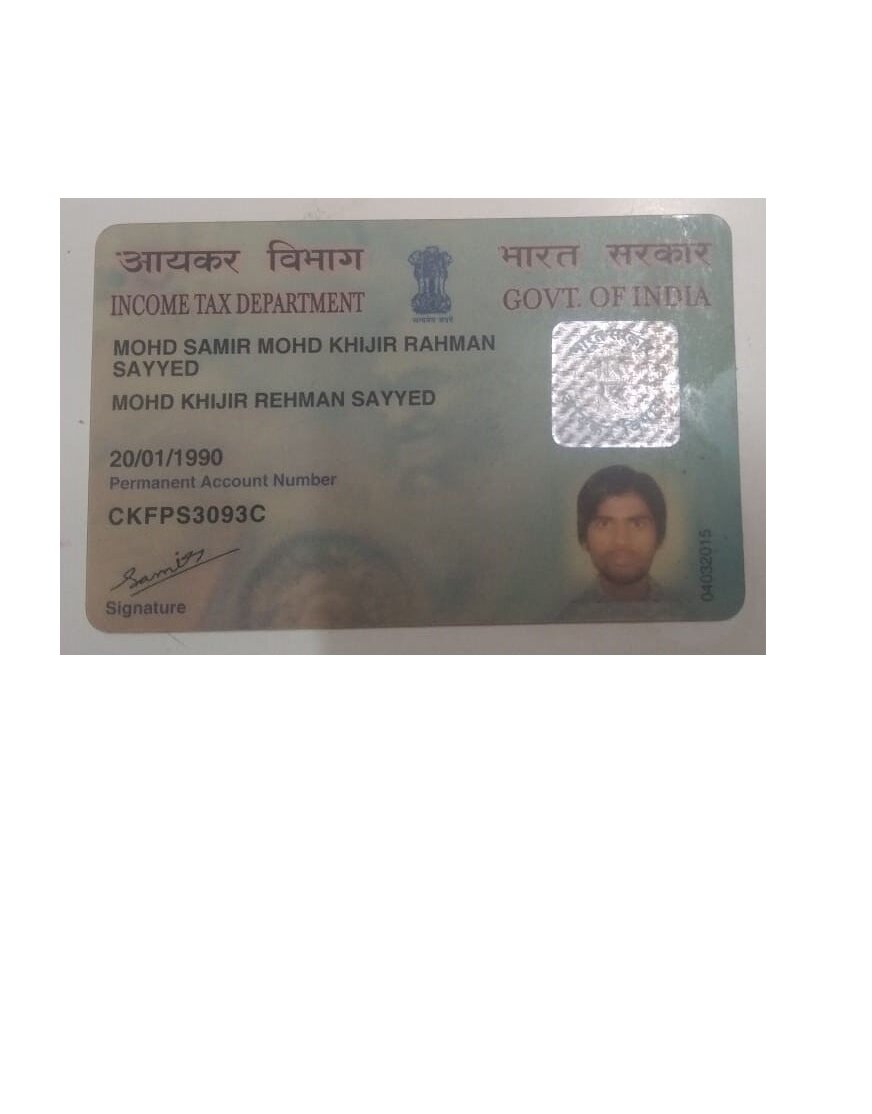 आयकर विभाग
INCOME TAX DEPARTMENT
भारत सरकार
GOVT. OF INDIA
सत्यमेव जयते
MOHD SAMIR MOHD KHIJIR RAHMAN
SAYYED
MOHD KHIJIR REHMAN SAYYED
20/01/1990
Permanent Account Number
CKFPS3093C
Samir
Signature
04032015